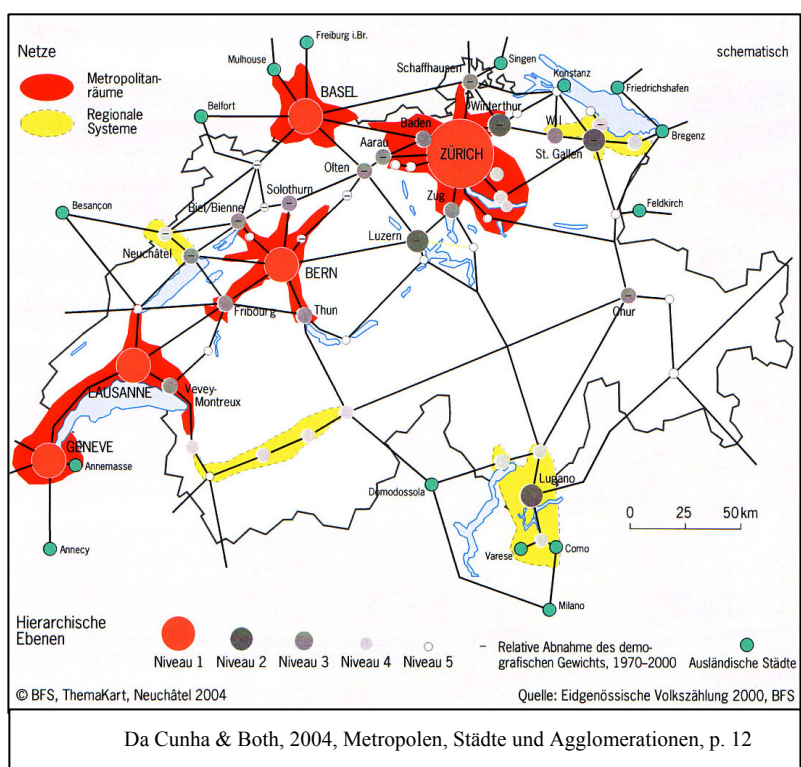 Netze
Metropolitan-
räume
Regionale
Systeme
schematisch
Freiburg i.Br.
Mulhouse
BASEL
Belfort
Schaffhausen
Singen
Konstanz
Friedrichshafen
Winterthur
Wil
St. Gallen
Bregenz
Baden
Aarau
ZÜRICH
Olten
Zug
Feldkirch
Besançon
Solothurn
Biel/Bienne
Neuchâtel
Luzern
BERN
Fribourg
Thun
Chur
LAUSANNE
Vevey-
Montreux
GENEVE
Annemasse
Annecy
Domodossola
Lugano
Varese
Como
Milano
0 25 50 km
Hierarchische
Ebenen
Niveau 1
Niveau 2
Niveau 3
Niveau 4
Niveau 5
– Relative Abnahme des demo-
grafischen Gewichts, 1970–2000
Ausländische Städte
© BFS, ThemaKart, Neuchâtel 2004
Quelle: Eidgenössische Volkszählung 2000, BFS
Da Cunha & Both, 2004, Metropolen, Städte und Agglomerationen, p. 12